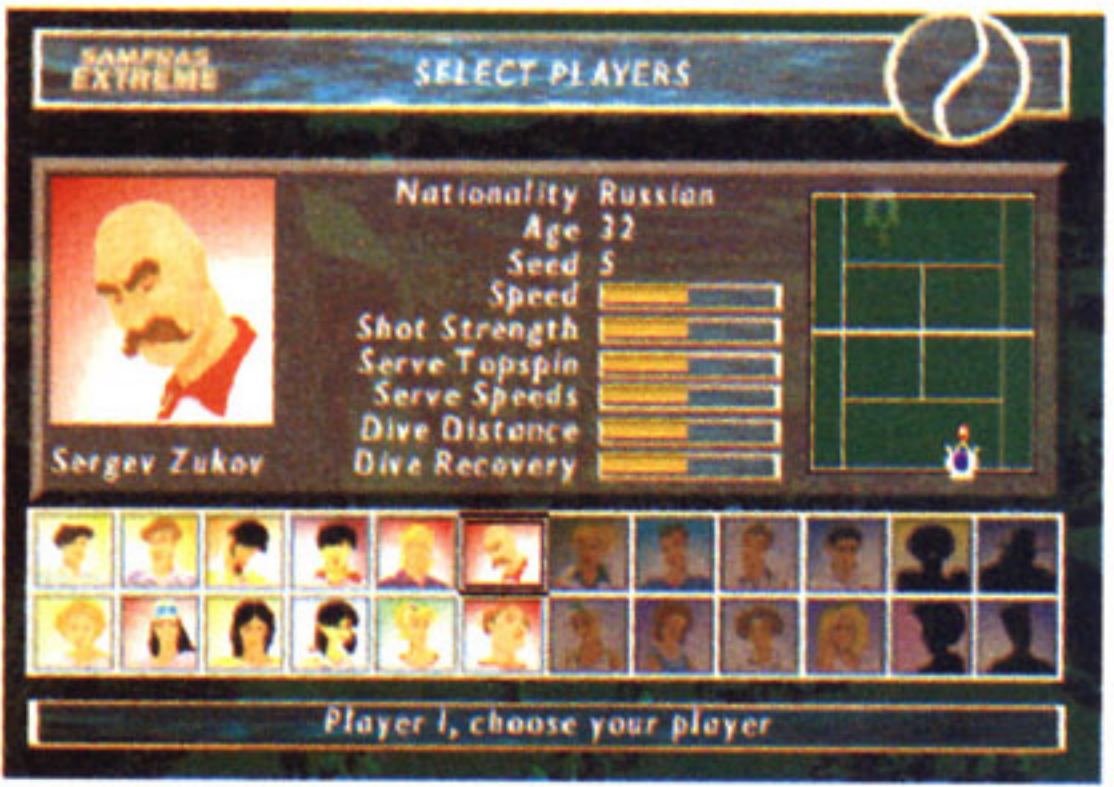 SAMPRAS
EXTREME
SELECT PLAYERS
Nationality Russian
Age 32
Seed 5
Speed
Shot Strength
Serve Topspin
Serve Speeds
Dive Distance
Dive Recovery
Sergev Zukov
Player 1, choose your player